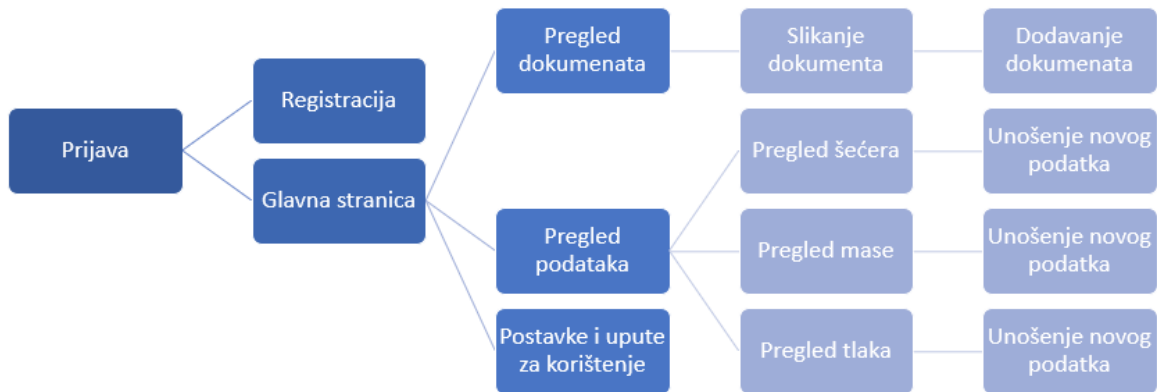 Prijava
Registracija
Glavna stranica
Pregled
dokumenata
Slikanje
dokumenta
Dodavanje
dokumenata
Pregled
podataka
Pregled šećera
Unošenje novog
podatka
Pregled mase
Unošenje novog
podatka
Pregled tlaka
Unošenje novog
podatka
Postavke i upute
za korištenje